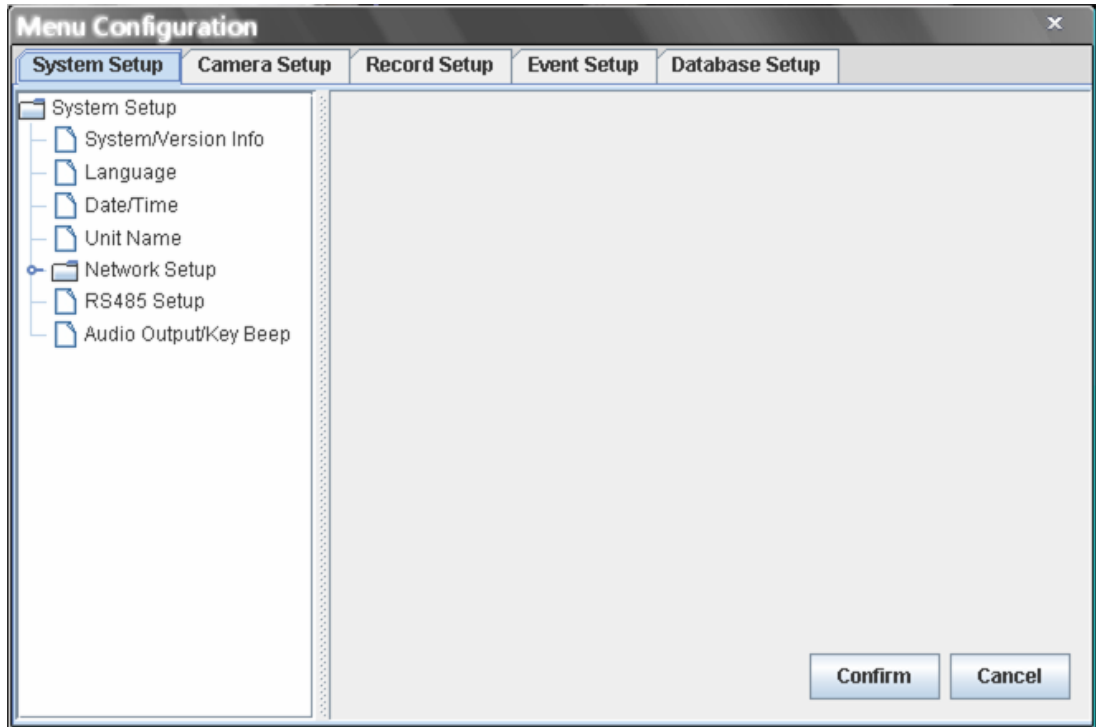 Menu Configuration
System Setup Camera Setup Record Setup Event Setup Database Setup
System Setup
System/Version Info
Language
Date/Time
Unit Name
Network Setup
RS485 Setup
Audio Output/Key Beep
Confirm Cancel